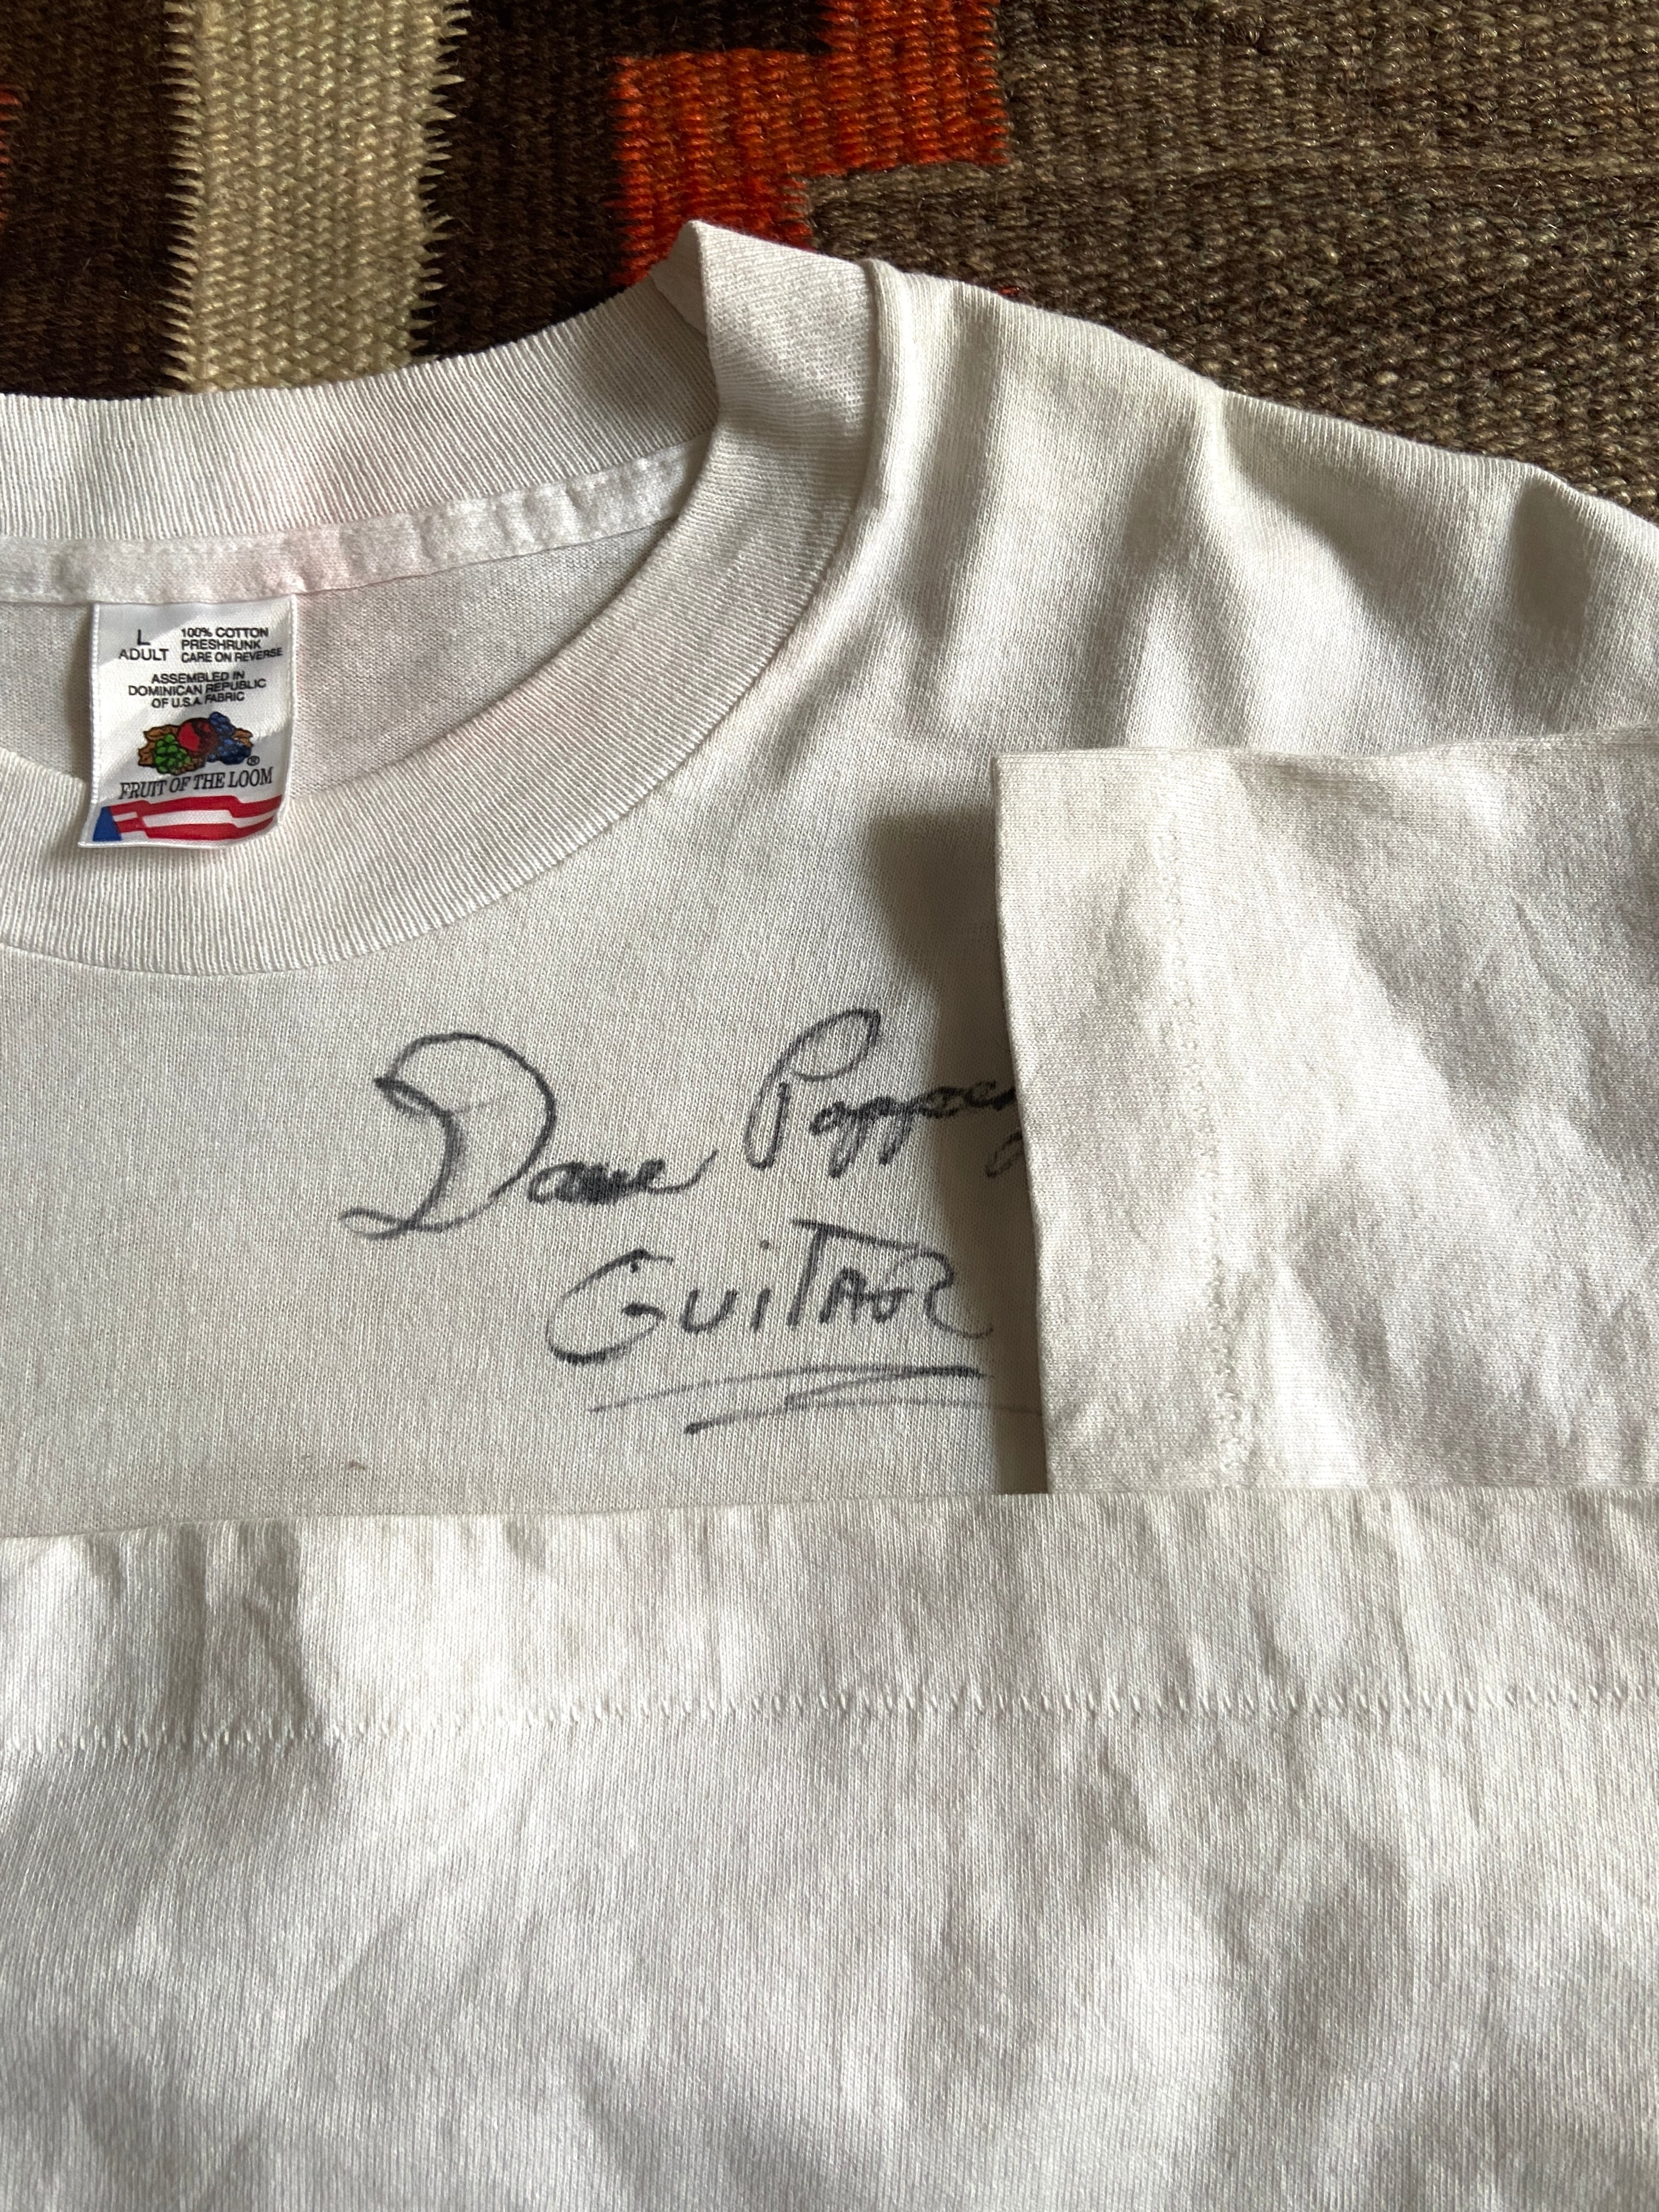 L
ADULT
100% COTTON
PRESHRUNK
CARE ON REVERSE
ASSEMBLED IN
DOMINICAN REPUBLIC
OF U.S.A. FABRIC
®
FRUIT OF THE LOOM
Dave
GUiTAR